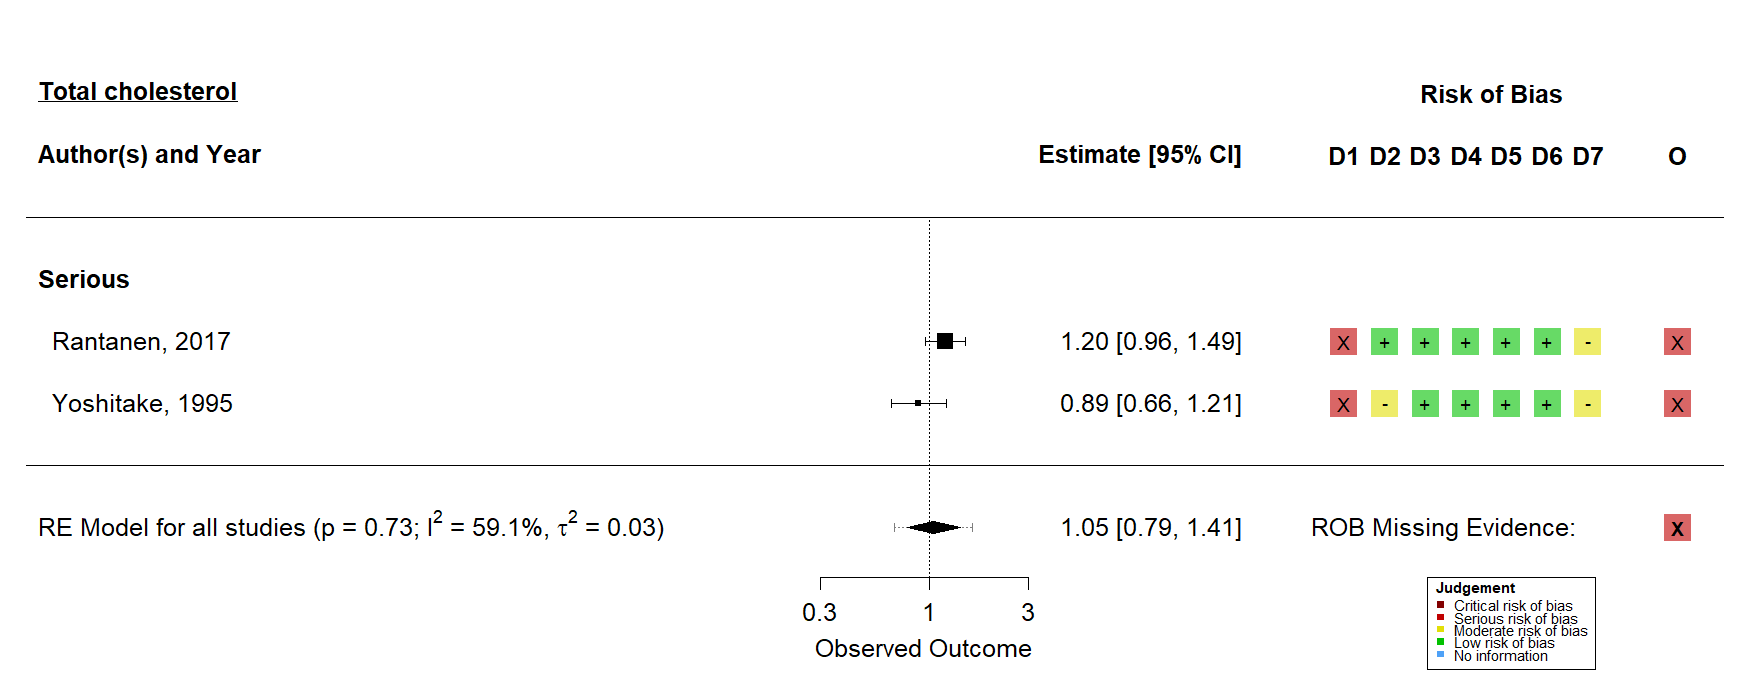 Total cholesterol
Risk of Bias
Author(s) and Year Estimate [95% CI] D1 D2 D3 D4 D5 D6 D7 O
Serious
Rantanen, 2017 1.20 [0.96, 1.49] X + + + + + - X
Yoshitake, 1995 0.89 [0.66, 1.21] X - + + + + - X
RE Model for all studies (p = 0.73; I² = 59.1%, τ² = 0.03) 1.05 [0.79, 1.41] ROB Missing Evidence: X
0.3 1 3
Observed Outcome
Judgement
Critical risk of bias
Serious risk of bias
Moderate risk of bias
Low risk of bias
No information